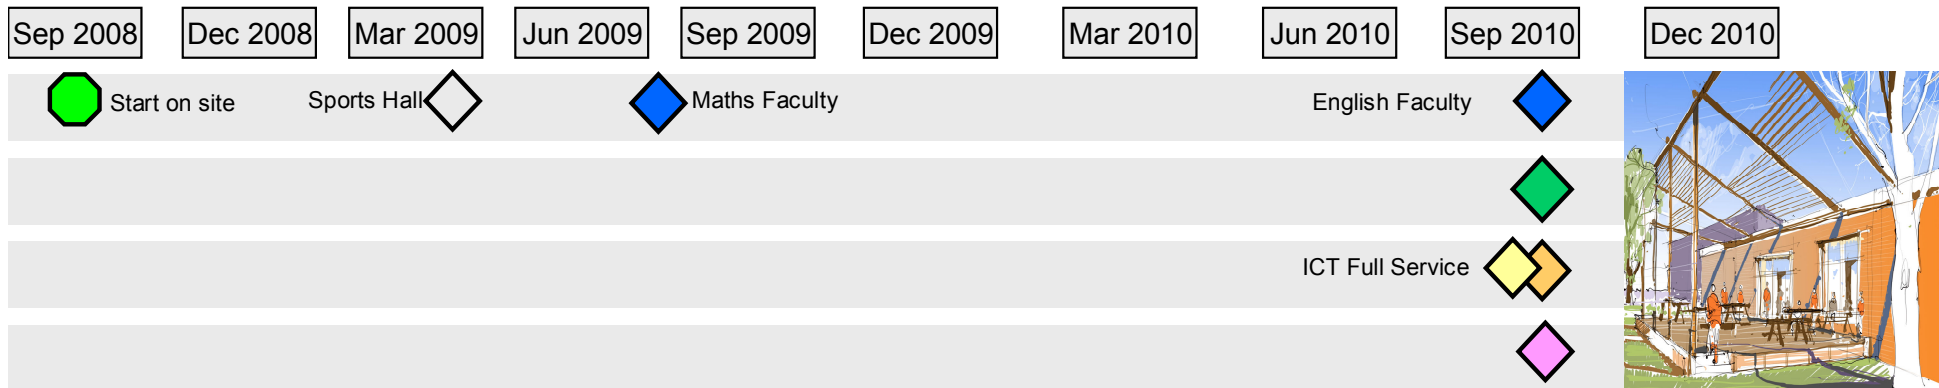 Sep 2008 Dec 2008 Mar 2009 Jun 2009 Sep 2009 Dec 2009 Mar 2010 Jun 2010 Sep 2010 Dec 2010
Start on site Sports Hall Maths Faculty English Faculty
ICT Full Service